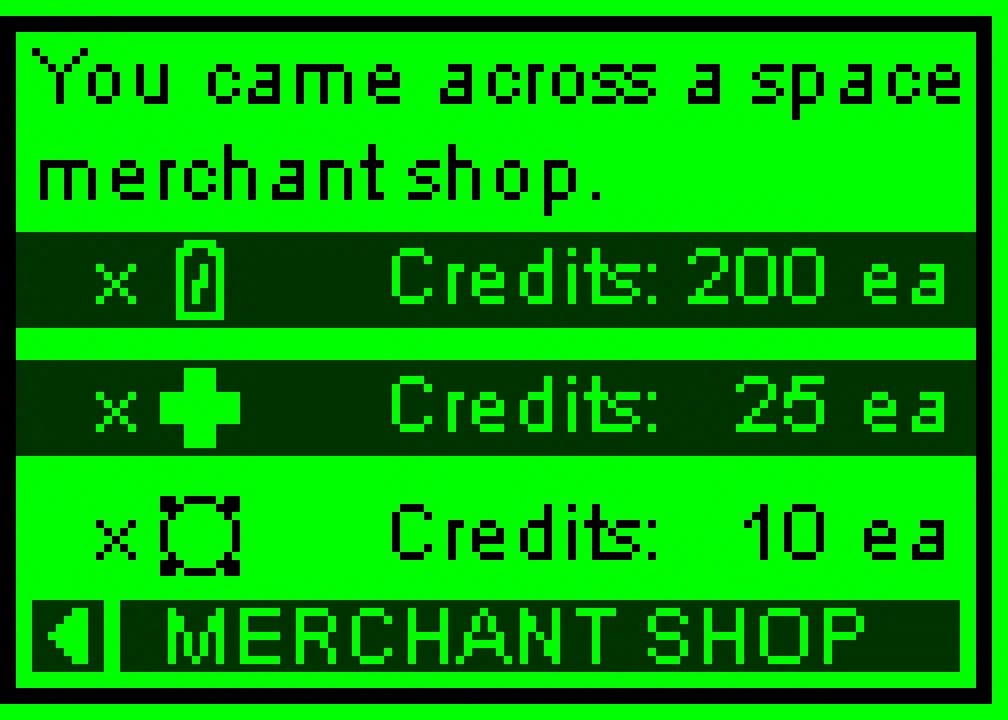 You came across a space
merchant shop.
x Credits: 200 ea
x Credits: 25 ea
x Credits: 10 ea
MERCHANT SHOP